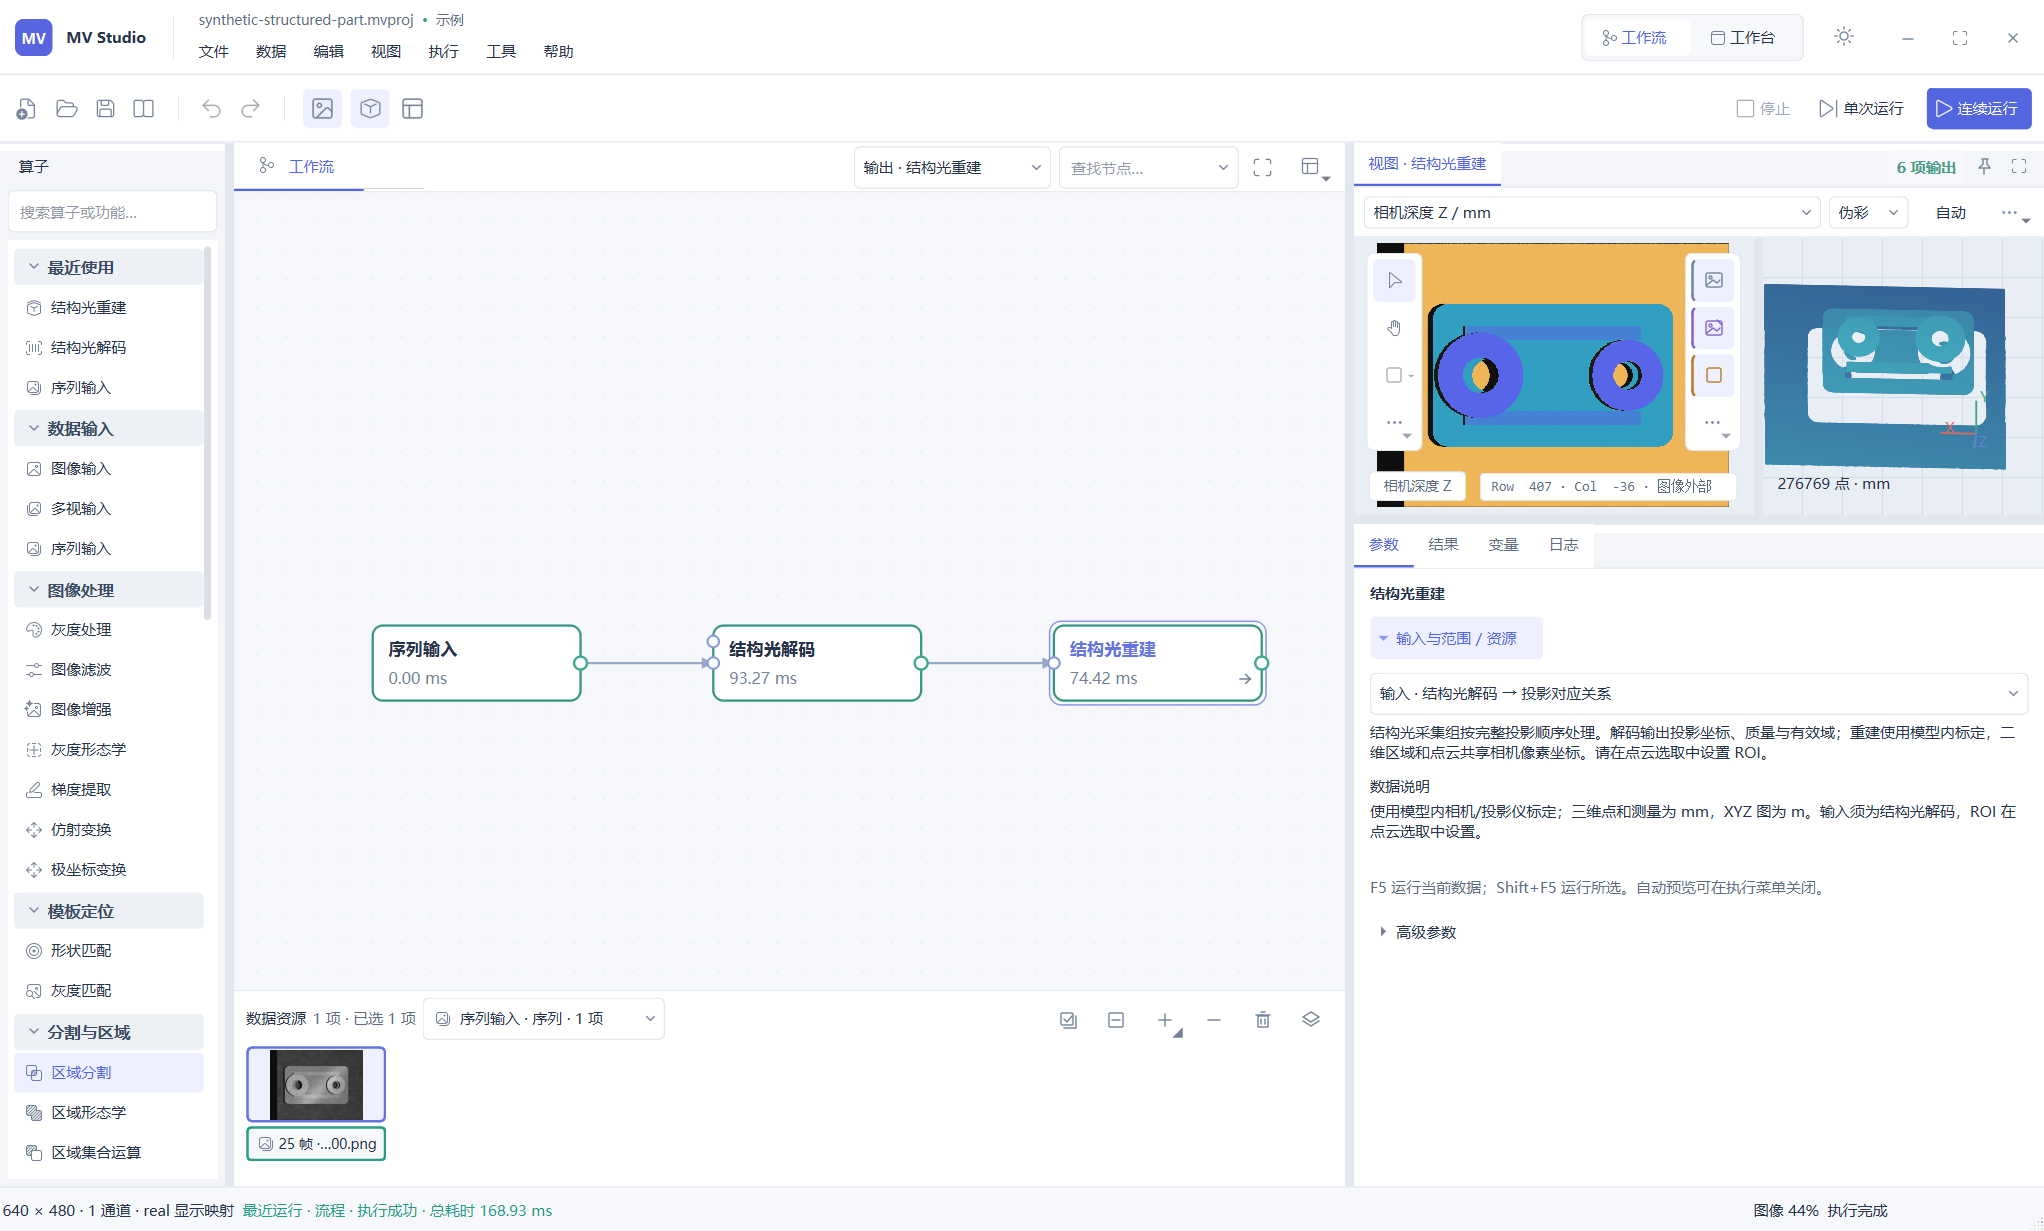 MV
MV Studio
synthetic-structured-part.mvproj • 示例
文件 数据 编辑 视图 执行 工具 帮助
工作流
工作台
停止
单次运行
连续运行
算子
搜索算子或功能...
最近使用
结构光重建
结构光解码
序列输入
数据输入
图像输入
多视输入
序列输入
图像处理
灰度处理
图像滤波
图像增强
灰度形态学
梯度提取
仿射变换
极坐标变换
模板定位
形状匹配
灰度匹配
分割与区域
区域分割
区域形态学
区域集合运算
工作流
输出 · 结构光重建
查找节点...
序列输入
0.00 ms
结构光解码
93.27 ms
结构光重建
74.42 ms
数据资源 1 项 · 已选 1 项
序列输入 · 序列 · 1 项
25 帧 ·...00.png
视图 · 结构光重建
6 项输出
相机深度 Z / mm
伪彩
自动
相机深度 Z
Row 407 · Col -36 · 图像外部
Y
X
Z
276769 点 · mm
参数 结果 变量 日志
结构光重建
输入与范围 / 资源
输入 · 结构光解码 → 投影对应关系
结构光采集组按完整投影顺序处理。解码输出投影坐标、质量与有效域；重建使用模型内标定，二
维区域和点云共享相机像素坐标。请在点云选取中设置 ROI。
数据说明
使用模型内相机/投影仪标定；三维点和测量为 mm，XYZ 图为 m。输入须为结构光解码，ROI 在
点云选取中设置。
F5 运行当前数据；Shift+F5 运行所选。自动预览可在执行菜单关闭。
高级参数
640 × 480 · 1 通道 · real 显示映射 最近运行 · 流程 · 执行成功 · 总耗时 168.93 ms
图像 44% 执行完成